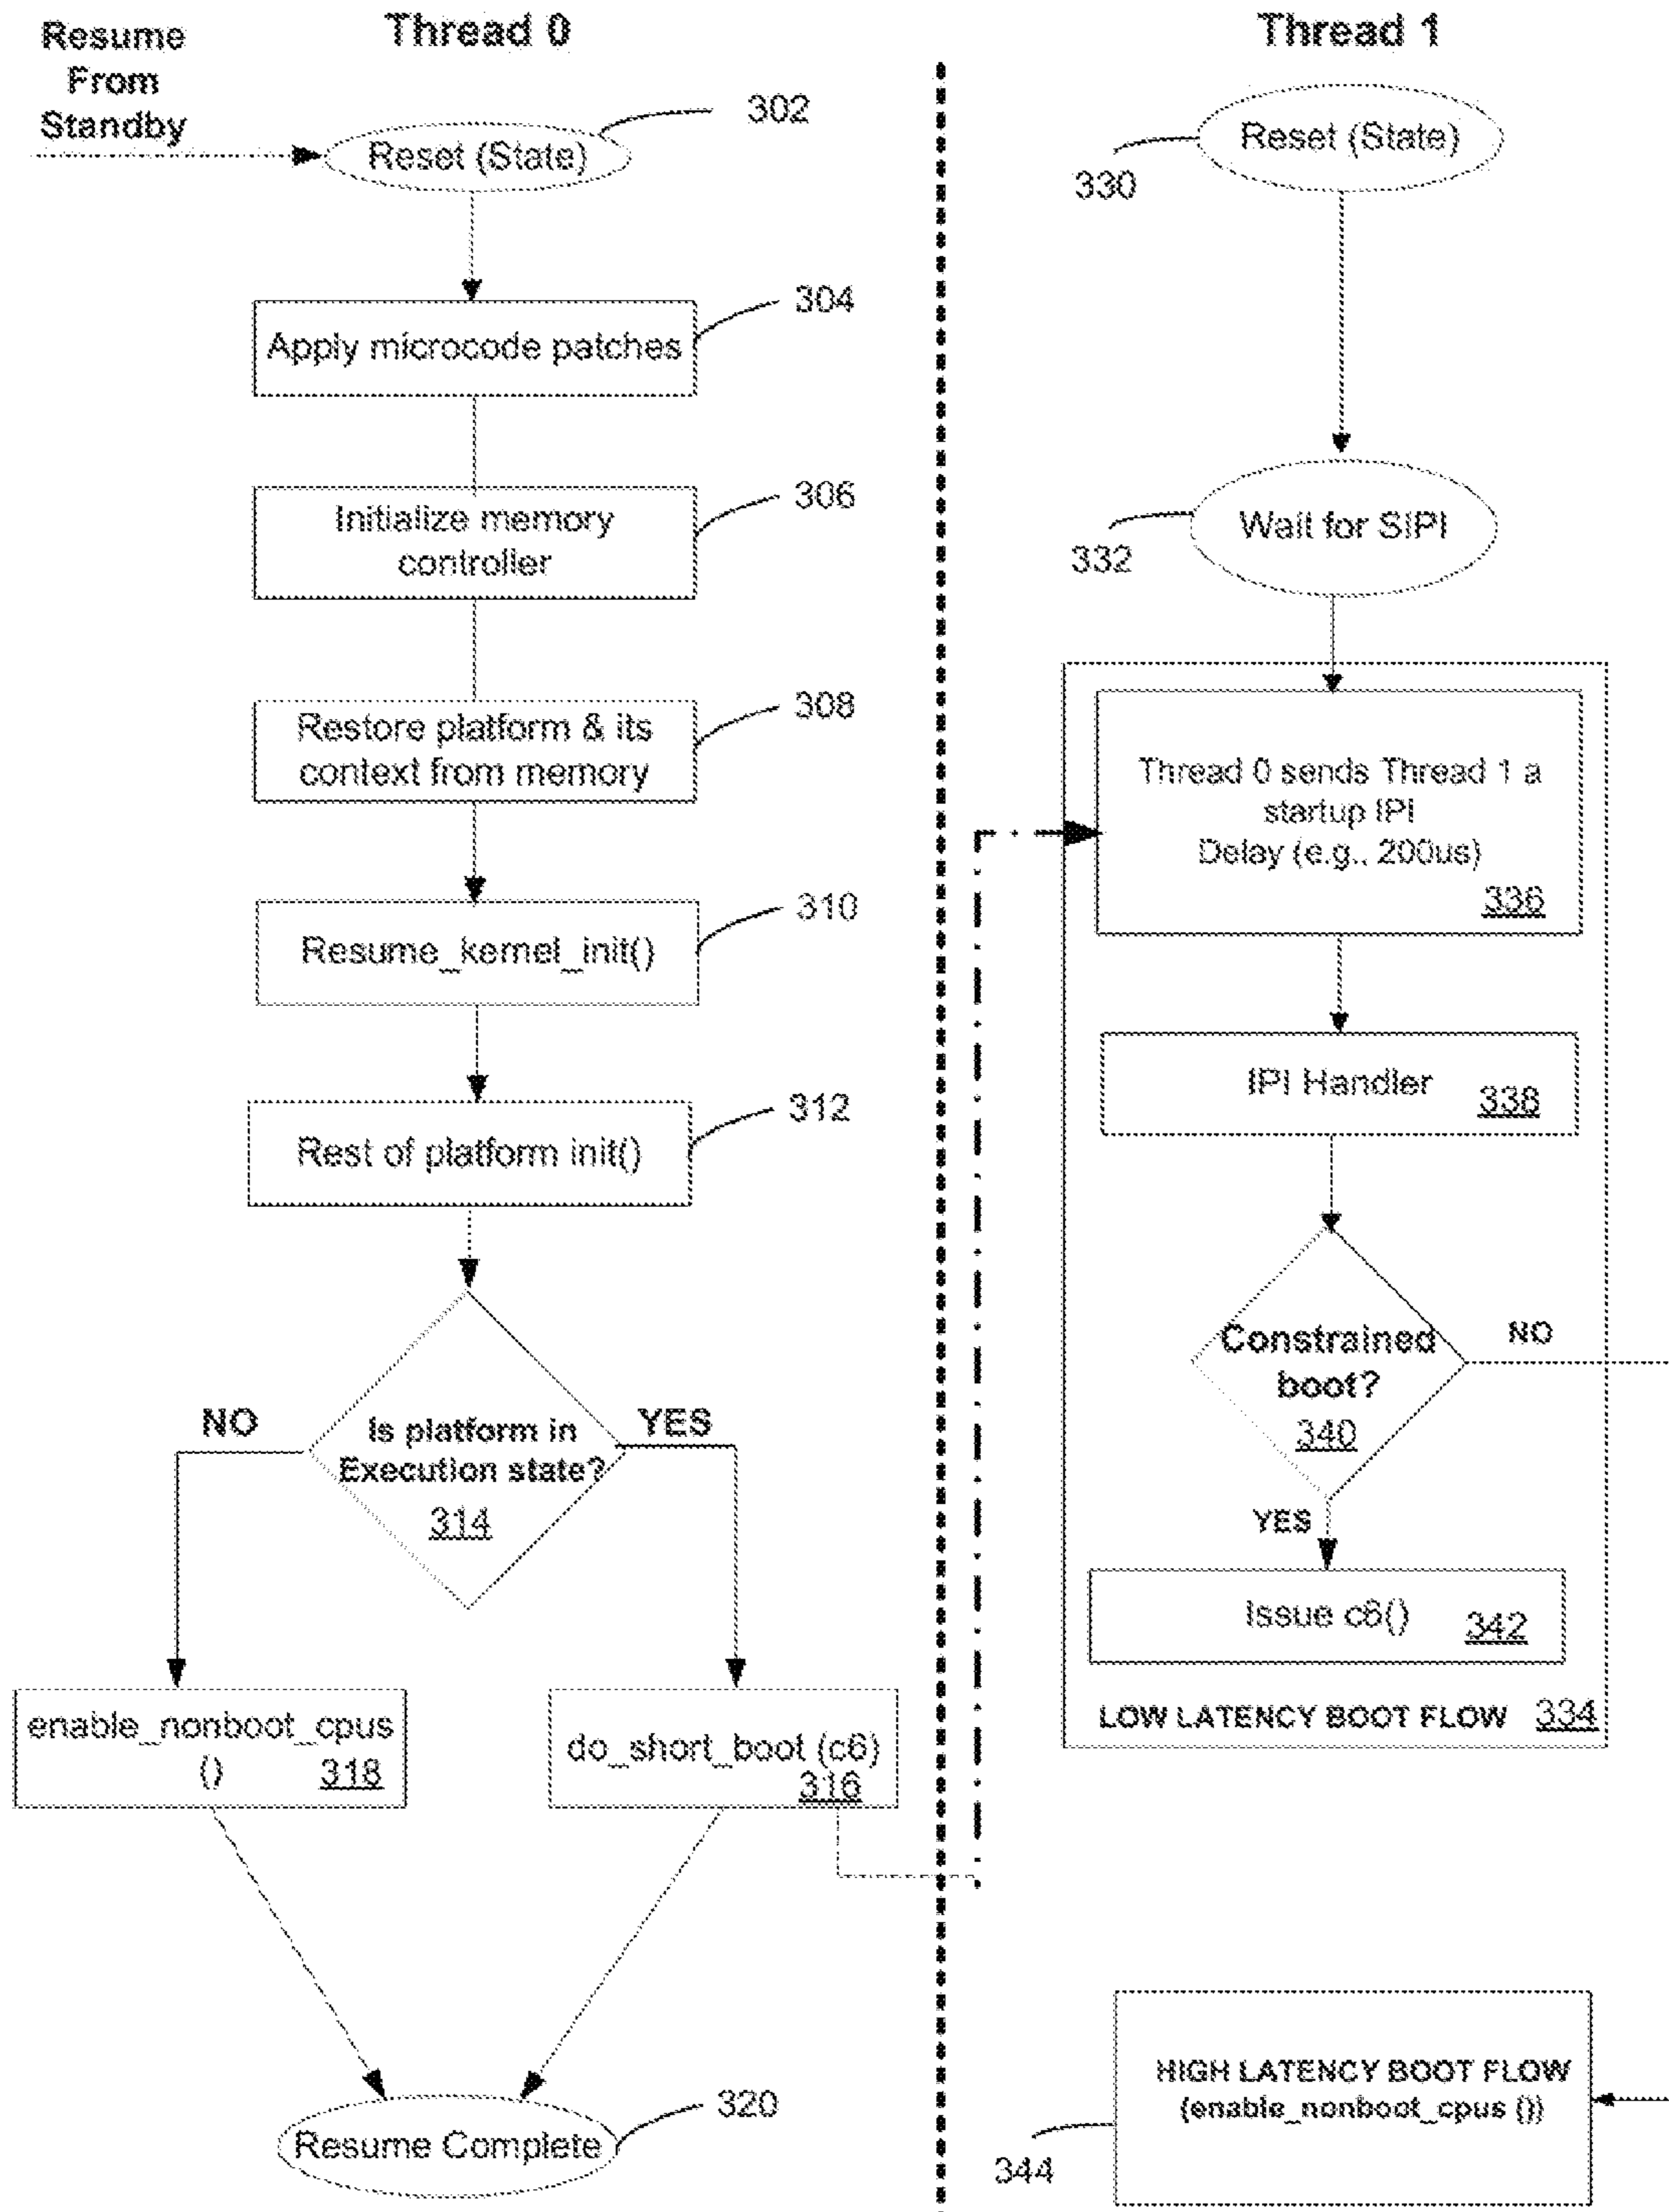 Resume
From
Standby
Thread 0
302
Reset (State)
304
Apply microcode patches
306
Initialize memory
controller
308
Restore platform & its
context from memory
310
Resume_kernel_init()
312
Rest of platform init()
Is platform in
Execution state?
314
NO
YES
enable_nonboot_cpus
() 318
do_short_boot (c6)
316
320
Resume Complete
Thread 1
Reset (State)
330
Wait for SIPI
332
Thread 0 sends Thread 1 a
startup IPI
Delay (e.g., 200us)
336
IPI Handler 338
Constrained
boot?
340
NO
YES
Issue c6() 342
LOW LATENCY BOOT FLOW 334
HIGH LATENCY BOOT FLOW
(enable_nonboot_cpus ())
344